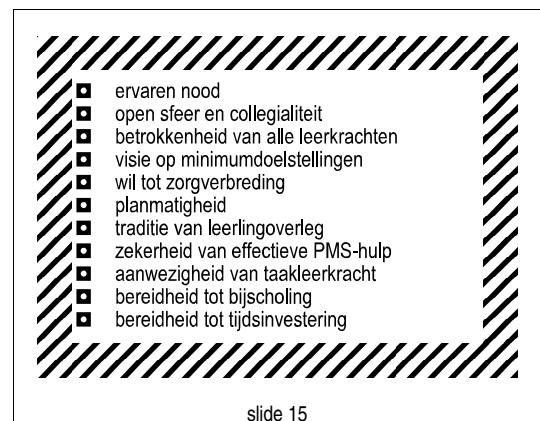 ervaren nood
open sfeer en collegialiteit
betrokkenheid van alle leerkrachten
visie op minimumdoelstellingen
wil tot zorgverbreding
planmatigheid
traditie van leerlingoverleg
zekerheid van effectieve PMS-hulp
aanwezigheid van taakleerkracht
bereidheid tot bijscholing
bereidheid tot tijdsinvestering
slide 15